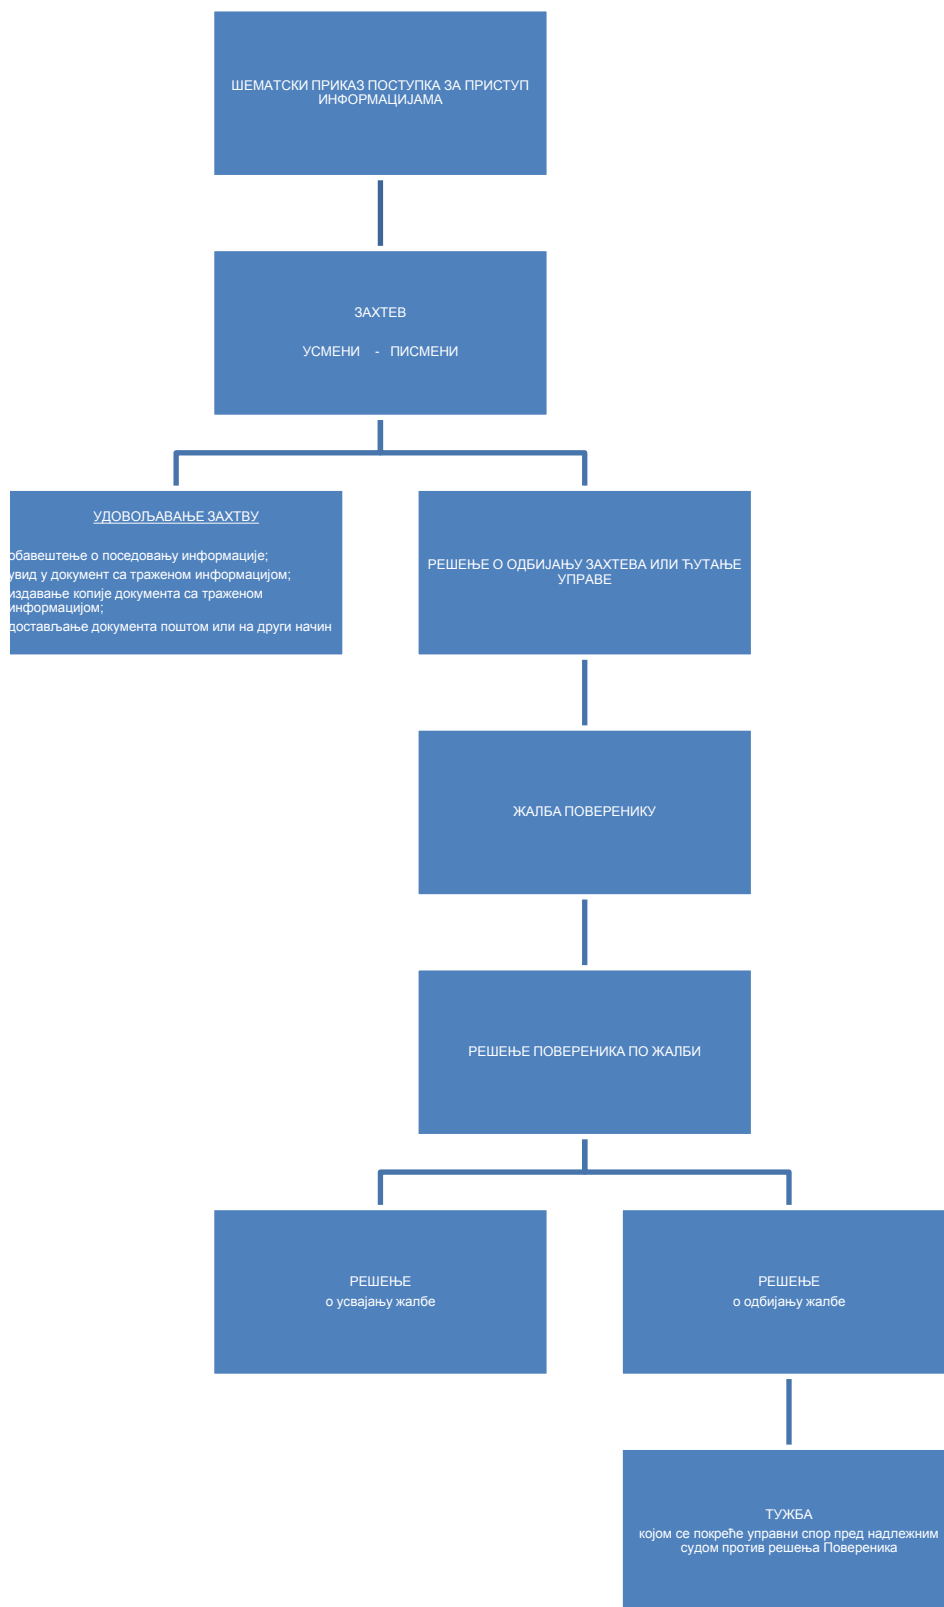 ШЕМАТСКИ ПРИКАЗ ПОСТУПКА ЗА ПРИСТУП
ИНФОРМАЦИЈАМА
ЗАХТЕВ
УСМЕНИ - ПИСМЕНИ
УДОВОЉАВАЊЕ ЗАХТВУ
обавештење о поседовању информације;
увид у документ са траженом информацијом;
издавање копије документа са траженом
информацијом;
достављање документа поштом или на други начин
РЕШЕЊЕ О ОДБИЈАЊУ ЗАХТЕВА ИЛИ ЋУТАЊЕ
УПРАВЕ
ЖАЛБА ПОВЕРЕНИКУ
РЕШЕЊЕ ПОВЕРЕНИКА ПО ЖАЛБИ
РЕШЕЊЕ
о усвајању жалбе
РЕШЕЊЕ
о одбијању жалбе
ТУЖБА
којом се покреће управни спор пред надлежним
судом против решења Повереника